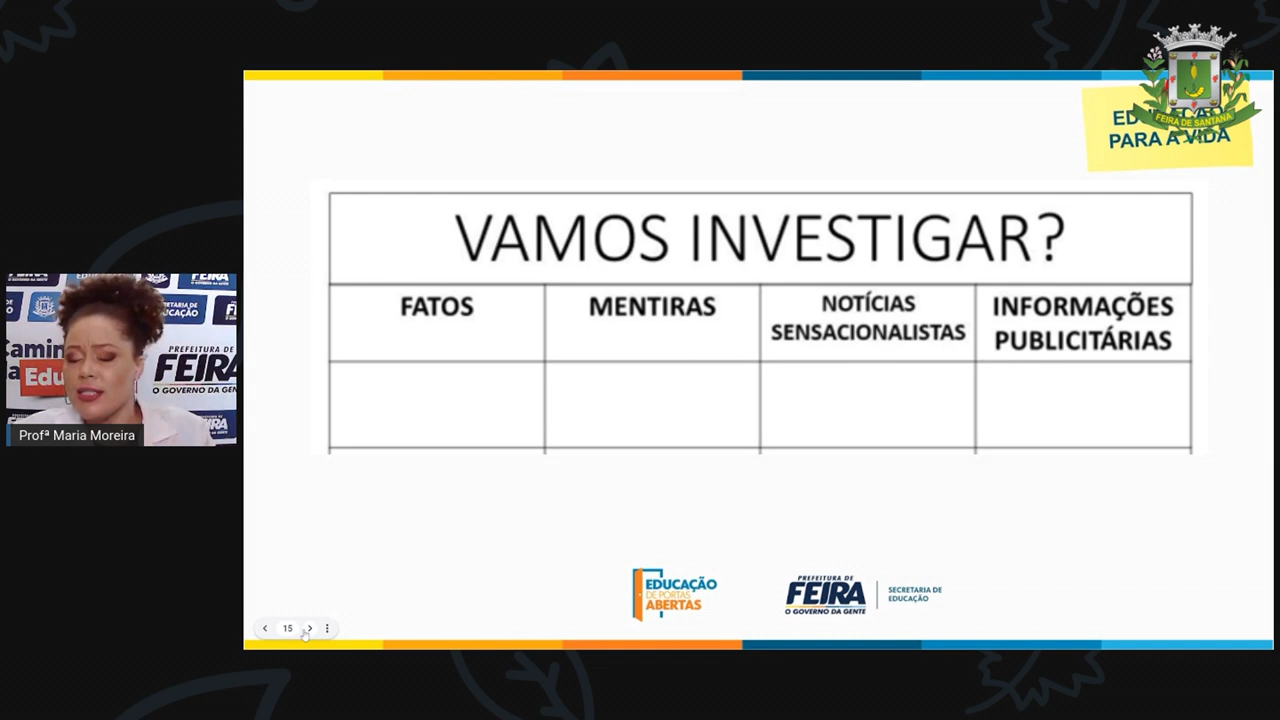 FEIRA DE SANTANA
PARA A VIDA
VAMOS INVESTIGAR?
FATOS
MENTIRAS
NOTÍCIAS
SENSACIONALISTAS
INFORMAÇÕES
PUBLICITÁRIAS
FEIRA
PREFEITURA DE
FEIRA
O GOVERNO DA GENTE
Profª Maria Moreira
EDUCAÇÃO
DE PORTAS
ABERTAS
PREFEITURA DE
FEIRA
O GOVERNO DA GENTE
SECRETARIA DE
EDUCAÇÃO
15